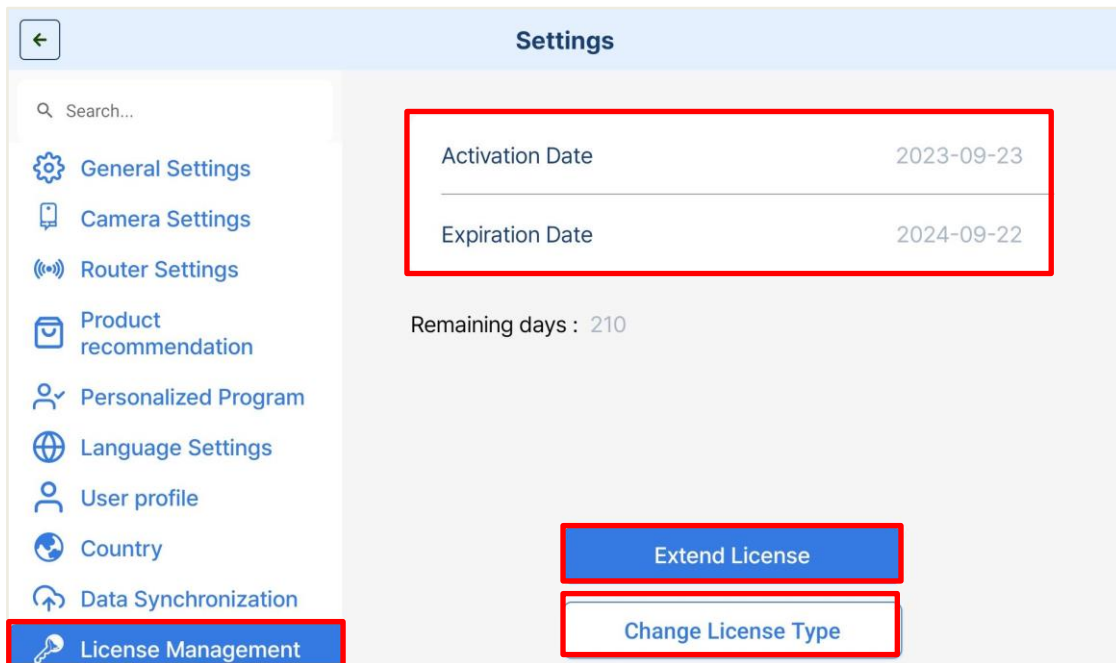 Settings
Search...
General Settings
Camera Settings
Router Settings
Product
recommendation
Personalized Program
Language Settings
User profile
Country
Data Synchronization
License Management
Activation Date 2023-09-23
Expiration Date 2024-09-22
Remaining days : 210
Extend License
Change License Type